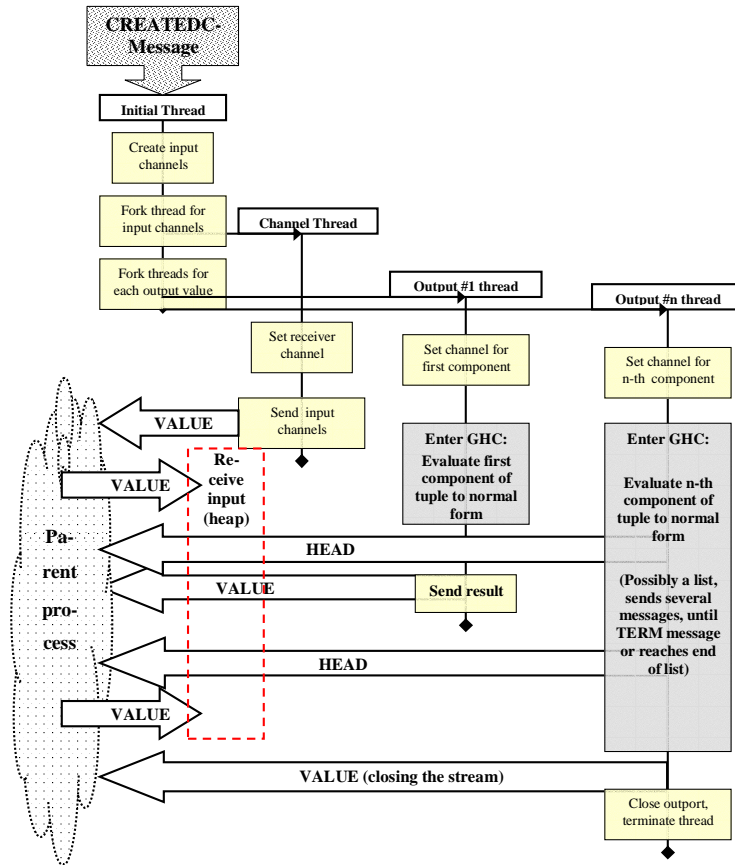 CREATEDC-
Message
Initial Thread
Create input
channels
Fork thread for
input channels
Channel Thread
Fork threads for
each output value
Output #1 thread
Output #n thread
Set receiver
channel
Set channel for
first component
Set channel for
n-th component
Send input
channels
VALUE
Enter GHC:
Evaluate first
component of
tuple to normal
form
Enter GHC:
Evaluate n-th
component of
tuple to normal
form
(Possibly a list,
sends several
messages, until
TERM message
or reaches end
of list)
VALUE
Re-
ceive
input
(heap)
Pa-
rent
pro-
cess
HEAD
VALUE
Send result
HEAD
VALUE
VALUE (closing the stream)
Close outport,
terminate thread